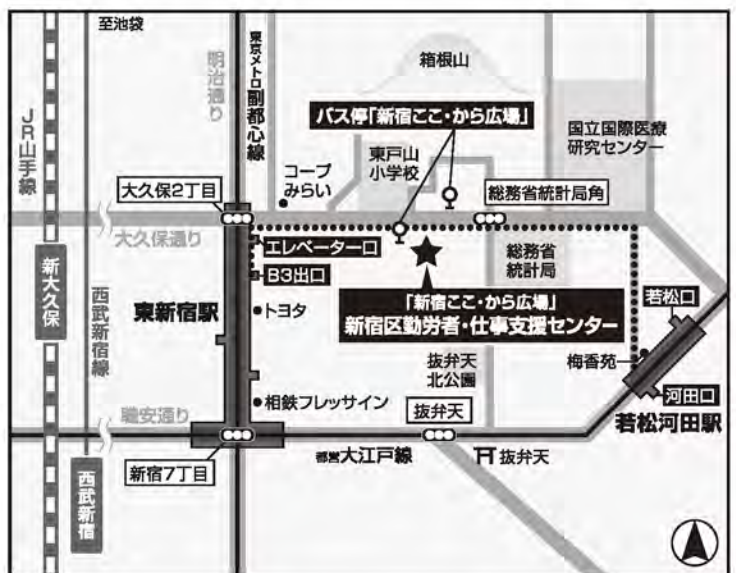 至池袋
明治通り
東京メトロ副都心線
箱根山
JR山手線
バス停「新宿ここ・から広場」
国立国際医療
研究センター
コープ
みらい
東戸山
小学校
大久保2丁目
総務省統計局角
大久保通り
エレベーター口
総務省
統計局
B3出口
新大久保
西武新宿線
東新宿駅
トヨタ
「新宿ここ・から広場」
新宿区勤労者・仕事支援センター
若松口
梅香苑
抜弁天
北公園
相鉄フレッサイン
抜弁天
河田口
若松河田駅
職安通り
新宿7丁目
都営大江戸線
抜弁天
西武新宿